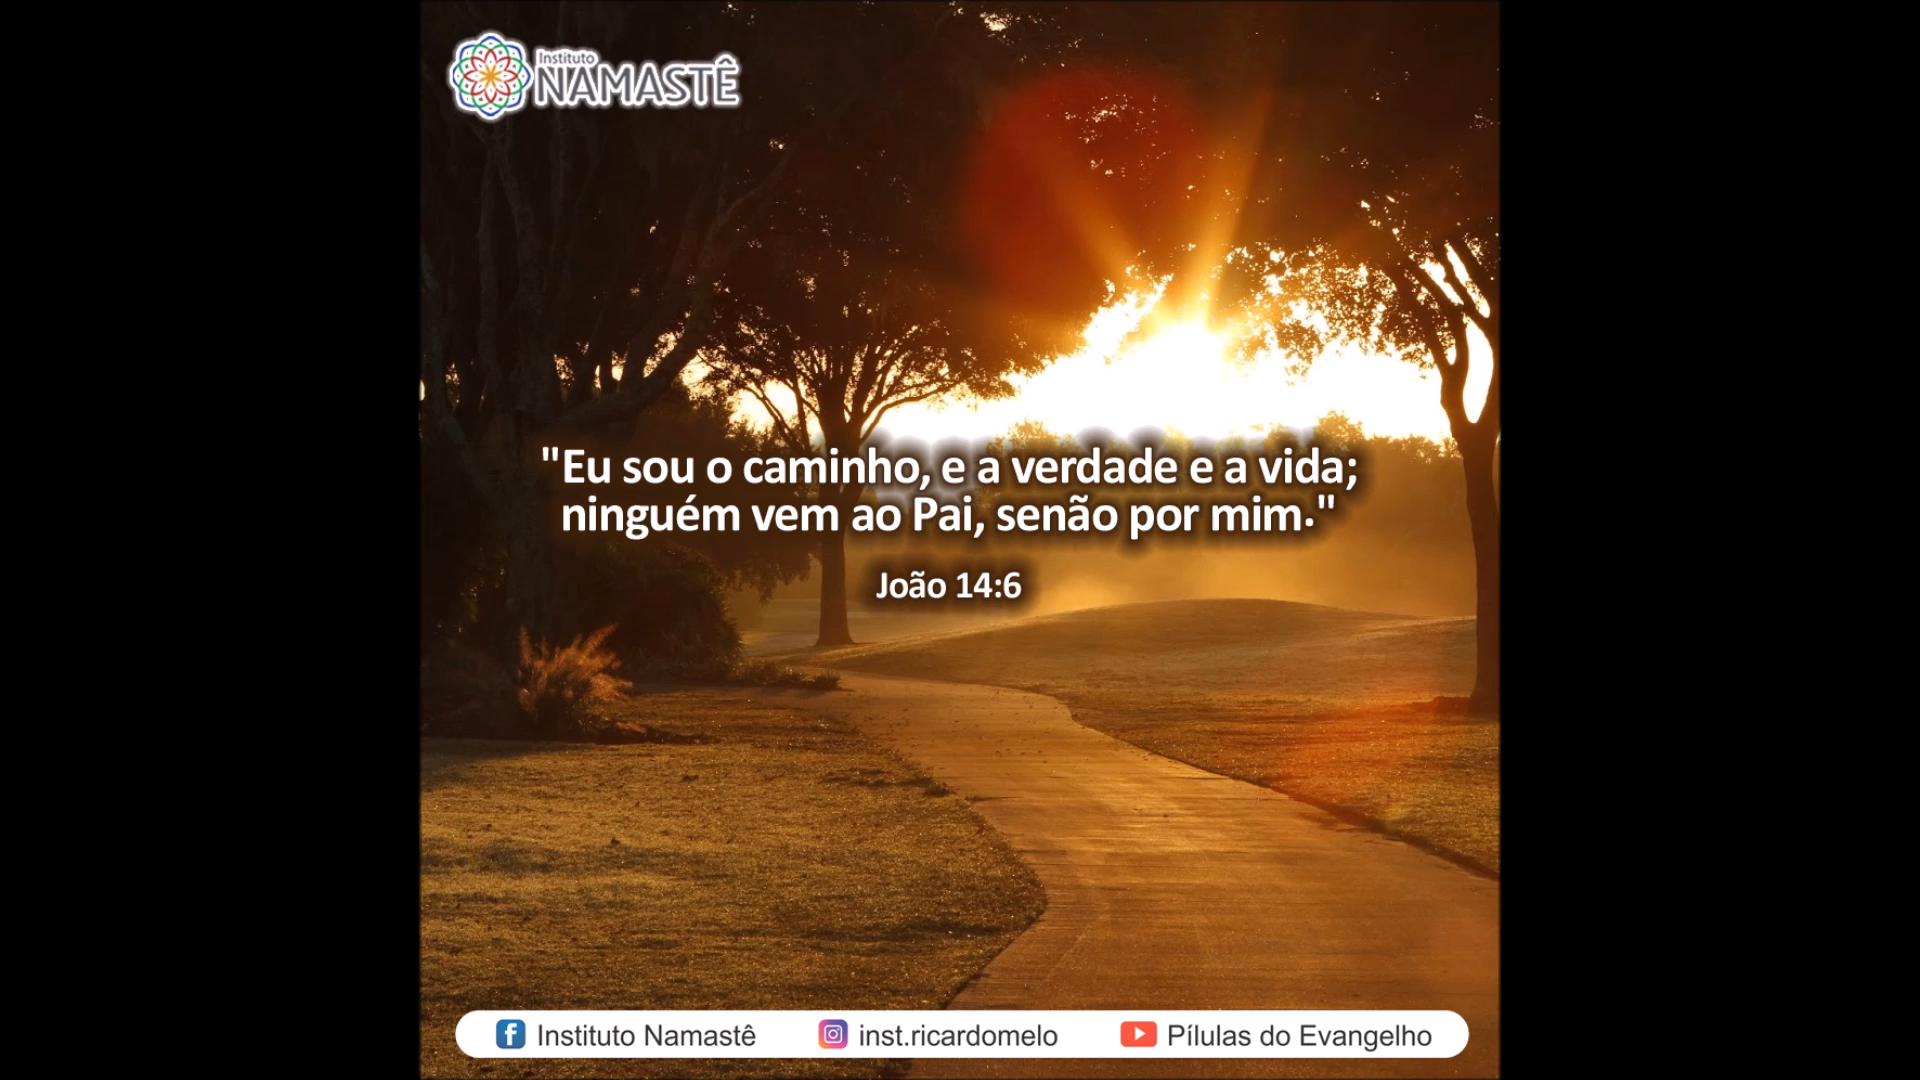 Instituto
NAMASTÊ
"Eu sou o caminho, e a verdade e a vida;
ninguém vem ao Pai, senão por mim."
João 14:6
Instituto Namastê
inst.ricardomelo
Pílulas do Evangelho